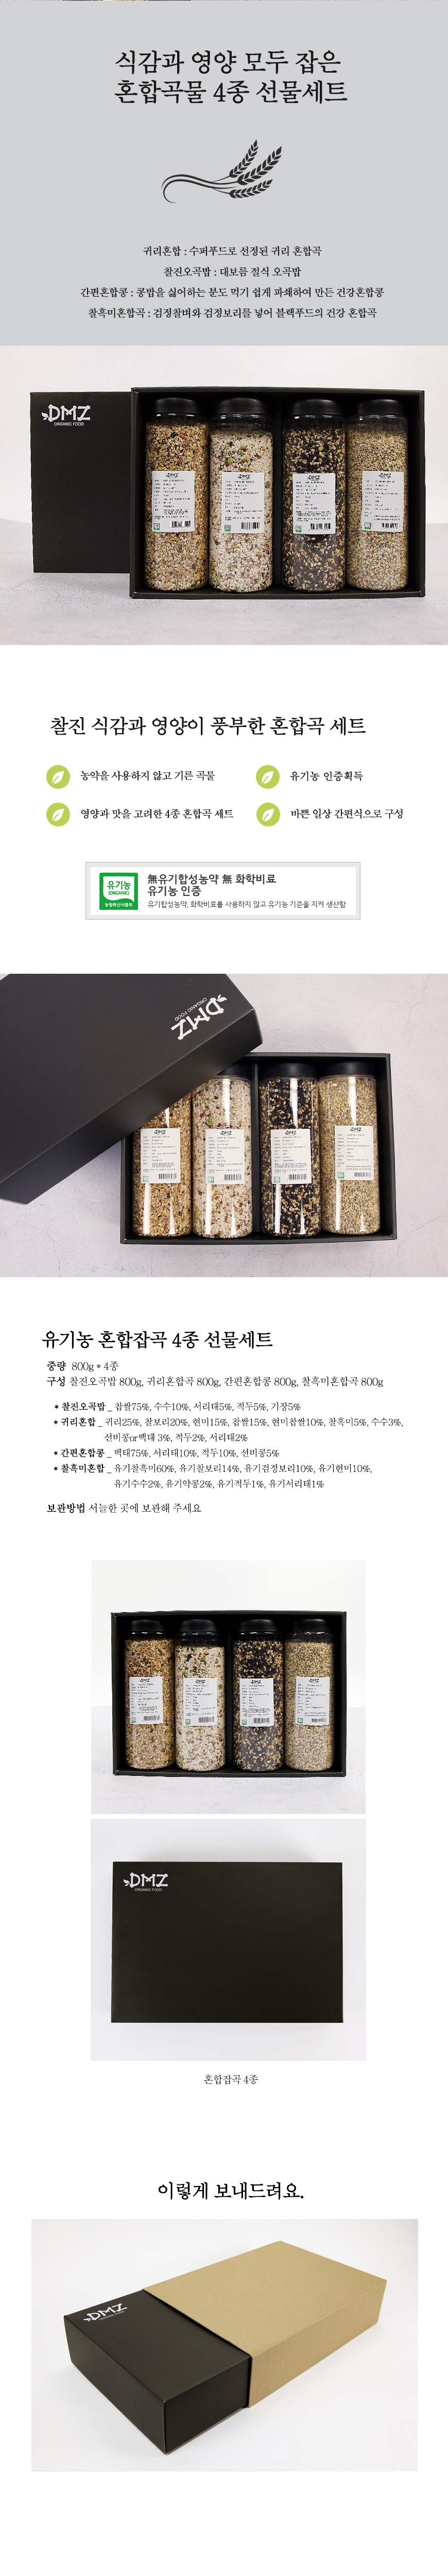 식감과 영양 모두 잡은
혼합곡물 4종 선물세트
귀리혼합 : 수퍼푸드로 선정된 귀리 혼합곡
찰진오곡밥 : 대보름 절식 오곡밥
간편혼합콩 : 콩밥을 싫어하는 분도 먹기 쉽게 파쇄하여 만든 건강혼합콩
찰흑미혼합곡 : 검정찰벼와 검정보리를 넣어 블랙푸드의 건강 혼합곡
DMZ
ORGANIC FOOD
찰진 식감과 영양이 풍부한 혼합곡 세트
농약을 사용하지 않고 기른 곡물
유기농 인증획득
영양과 맛을 고려한 4종 혼합곡 세트
바쁜 일상 간편식으로 구성
유기농
(ORGANIC)
농림축산식품부
無유기합성농약 無 화학비료
유기농 인증
유기합성농약, 화학비료를 사용하지 않고 유기농 기준을 지켜 생산함
DMZ
ORGANIC FOOD
유기농 혼합잡곡 4종 선물세트
중량 800g * 4종
구성 찰진오곡밥 800g, 귀리혼합곡 800g, 간편혼합콩 800g, 찰흑미혼합곡 800g
* 찰진오곡밥 _ 찹쌀75%, 수수10%, 서리태5%, 적두5%, 기장5%
* 귀리혼합 _ 귀리25%, 찰보리20%, 현미15%, 찹쌀15%, 현미찹쌀10%, 찰흑미5%, 수수3%,
선비콩or백태 3%, 적두2%, 서리태2%
* 간편혼합콩 _ 백태75%, 서리태10%, 적두10%, 선비콩5%
* 찰흑미혼합 _ 유기찰흑미60%, 유기찰보리14%, 유기검정보리10%, 유기현미10%,
유기수수2%, 유기약콩2%, 유기적두1%, 유기서리태1%
보관방법 서늘한 곳에 보관해 주세요
DMZ
ORGANIC FOOD
혼합잡곡 4종
이렇게 보내드려요.
DMZ